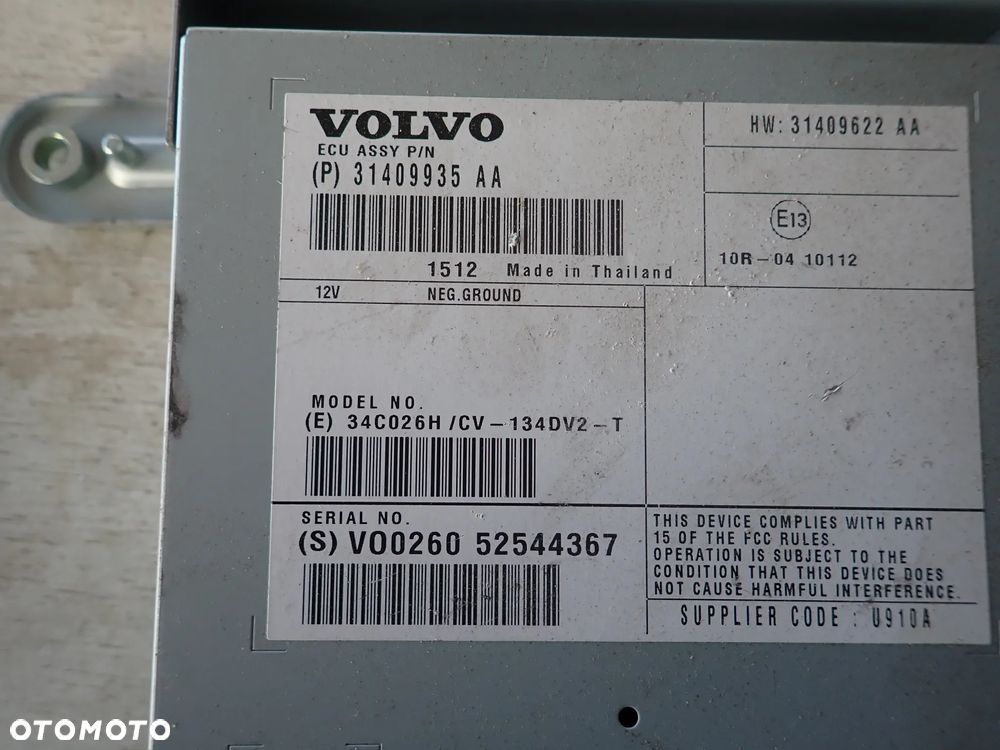 VOLVO
ECU ASSY P/N
(P) 31409935 AA
1512 Made in Thailand
HW: 31409622 AA
E13
10R-04 10112
12V NEG.GROUND
MODEL NO.
(E) 34C026H /CV-134DV2-T
SERIAL NO.
(S) VO0260 52544367
THIS DEVICE COMPLIES WITH PART
15 OF THE FCC RULES.
OPERATION IS SUBJECT TO THE
CONDITION THAT THIS DEVICE DOES
NOT CAUSE HARMFUL INTERFERENCE.
SUPPLIER CODE : U910A
OTOMOTO